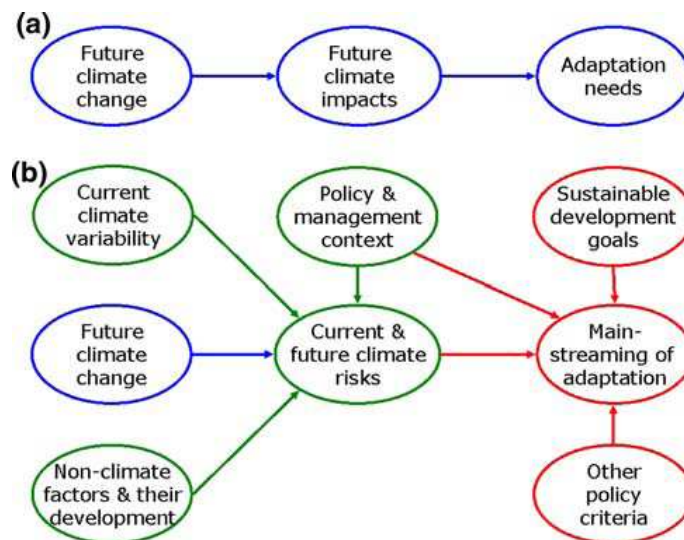 (a)
Future
climate
change
Future
climate
impacts
Adaptation
needs
(b)
Current
climate
variability
Policy &
management
context
Sustainable
development
goals
Future
climate
change
Current &
future climate
risks
Main-
streaming of
adaptation
Non-climate
factors & their
development
Other
policy
criteria